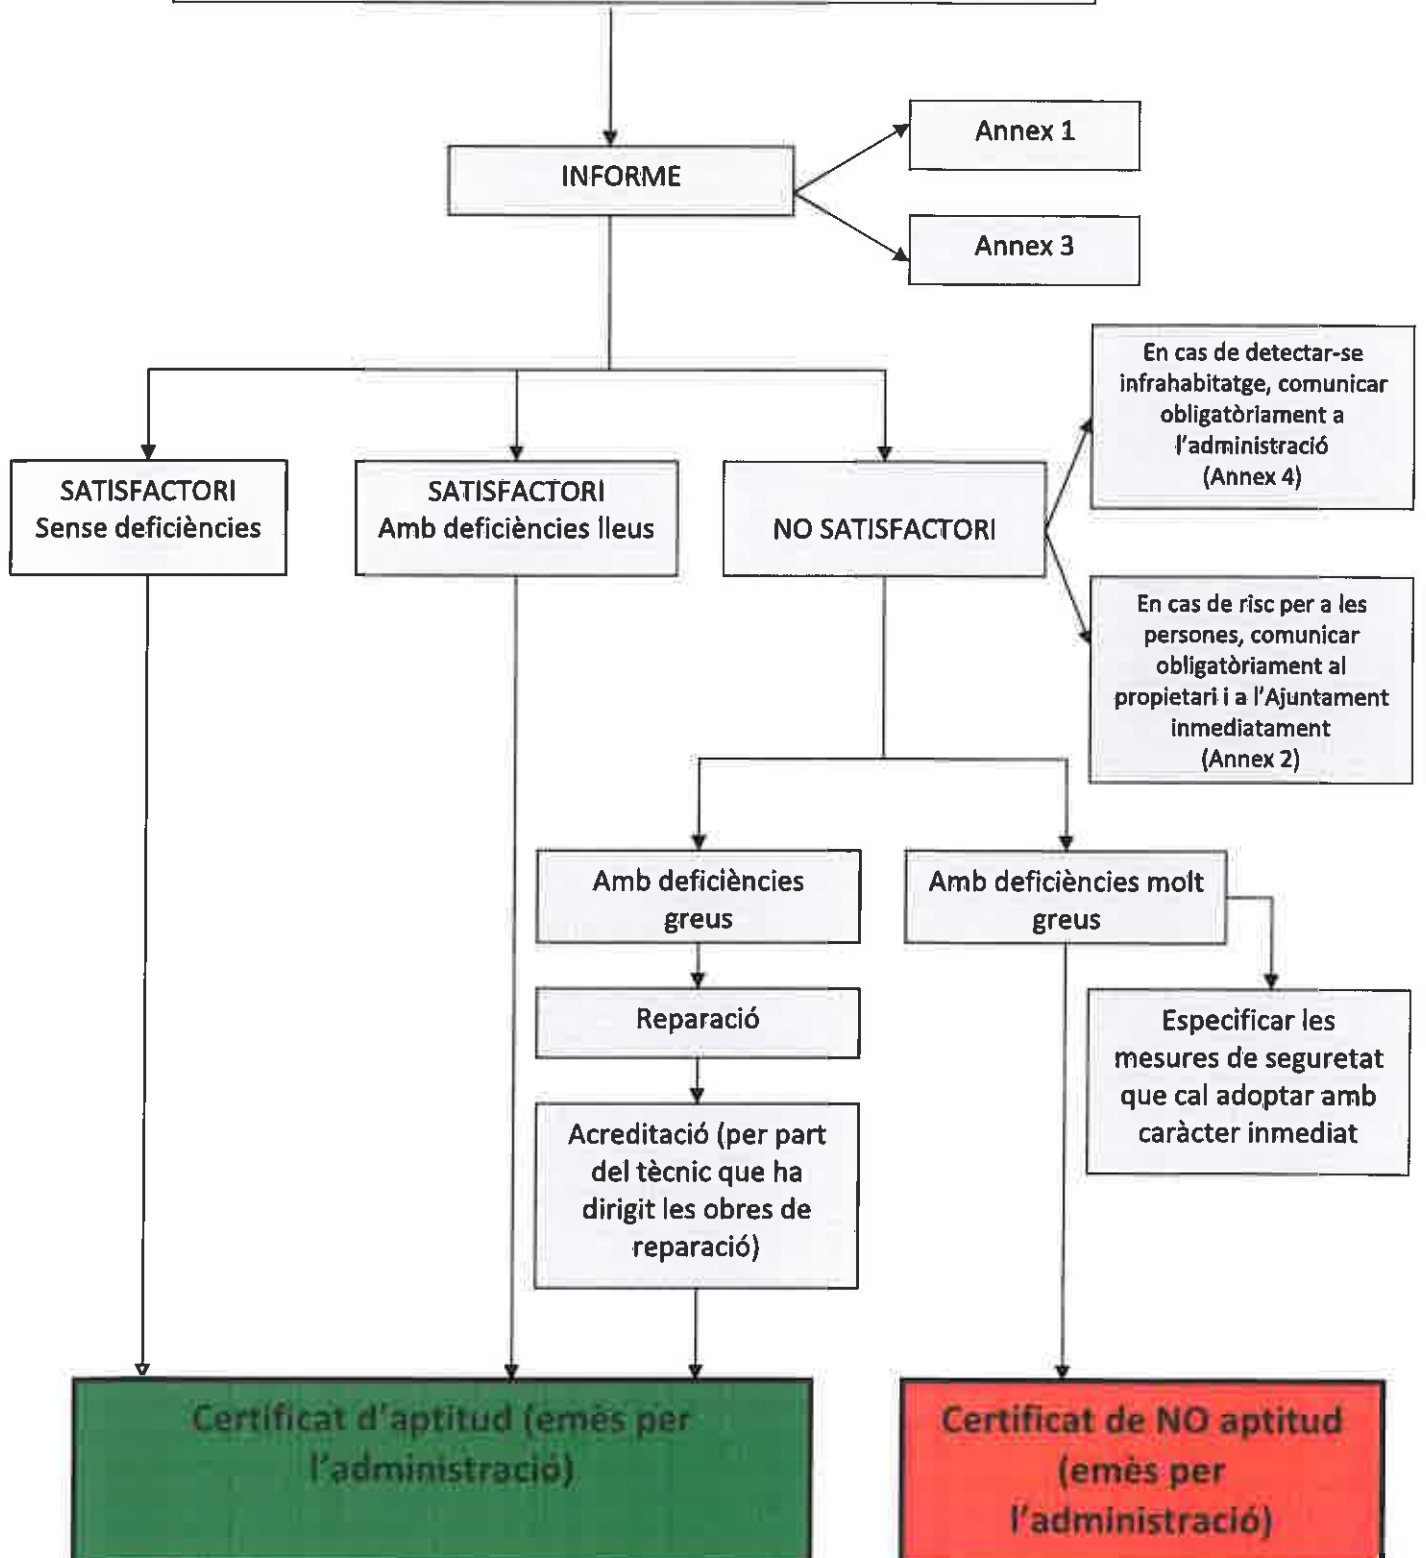 Annex 1
INFORME
Annex 3
En cas de detectar-se
infrahabitatge, comunicar
obligatòriament a
l'administració
(Annex 4)
SATISFACTORI
Sense deficiències
SATISFACTORI
Amb deficiències lleus
NO SATISFACTORI
En cas de risc per a les
persones, comunicar
obligatòriament al
propietari i a l'Ajuntament
inmediatament
(Annex 2)
Amb deficiències
greus
Amb deficiències molt
greus
Reparació
Especificar les
mesures de seguretat
que cal adoptar amb
caràcter inmediat
Acreditació (per part
del tècnic que ha
dirigit les obres de
reparació)
Certificat d'aptitud (emès per
l'administració)
Certificat de NO aptitud
(emès per
l'administració)